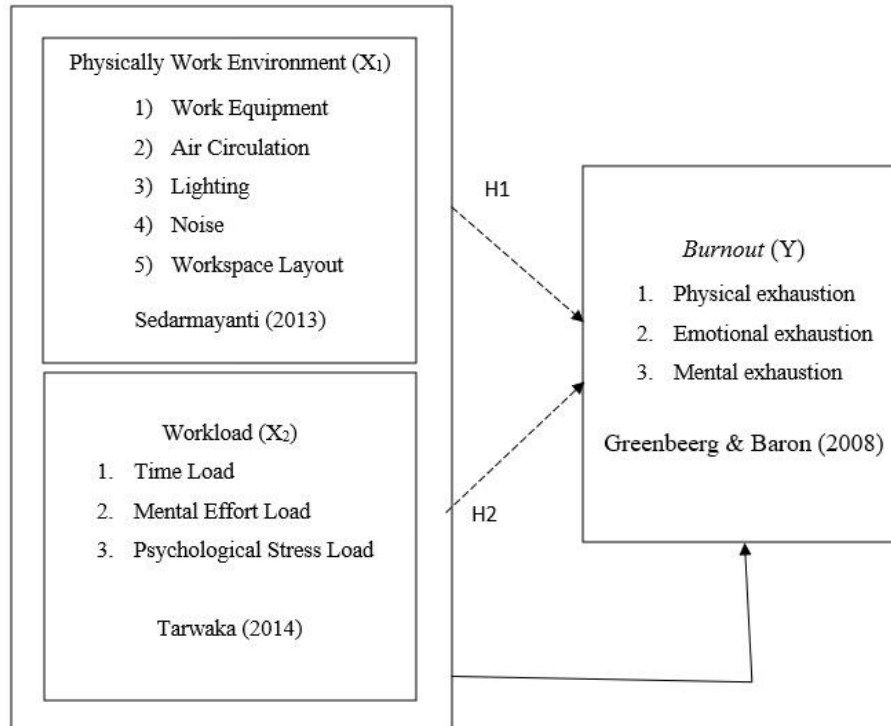 Physically Work Environment (X₁)
1) Work Equipment
2) Air Circulation
3) Lighting
4) Noise
5) Workspace Layout
Sedarmayanti (2013)
Workload (X₂)
1. Time Load
2. Mental Effort Load
3. Psychological Stress Load
Tarwaka (2014)
H1
H2
Burnout (Y)
1. Physical exhaustion
2. Emotional exhaustion
3. Mental exhaustion
Greenbeerg & Baron (2008)